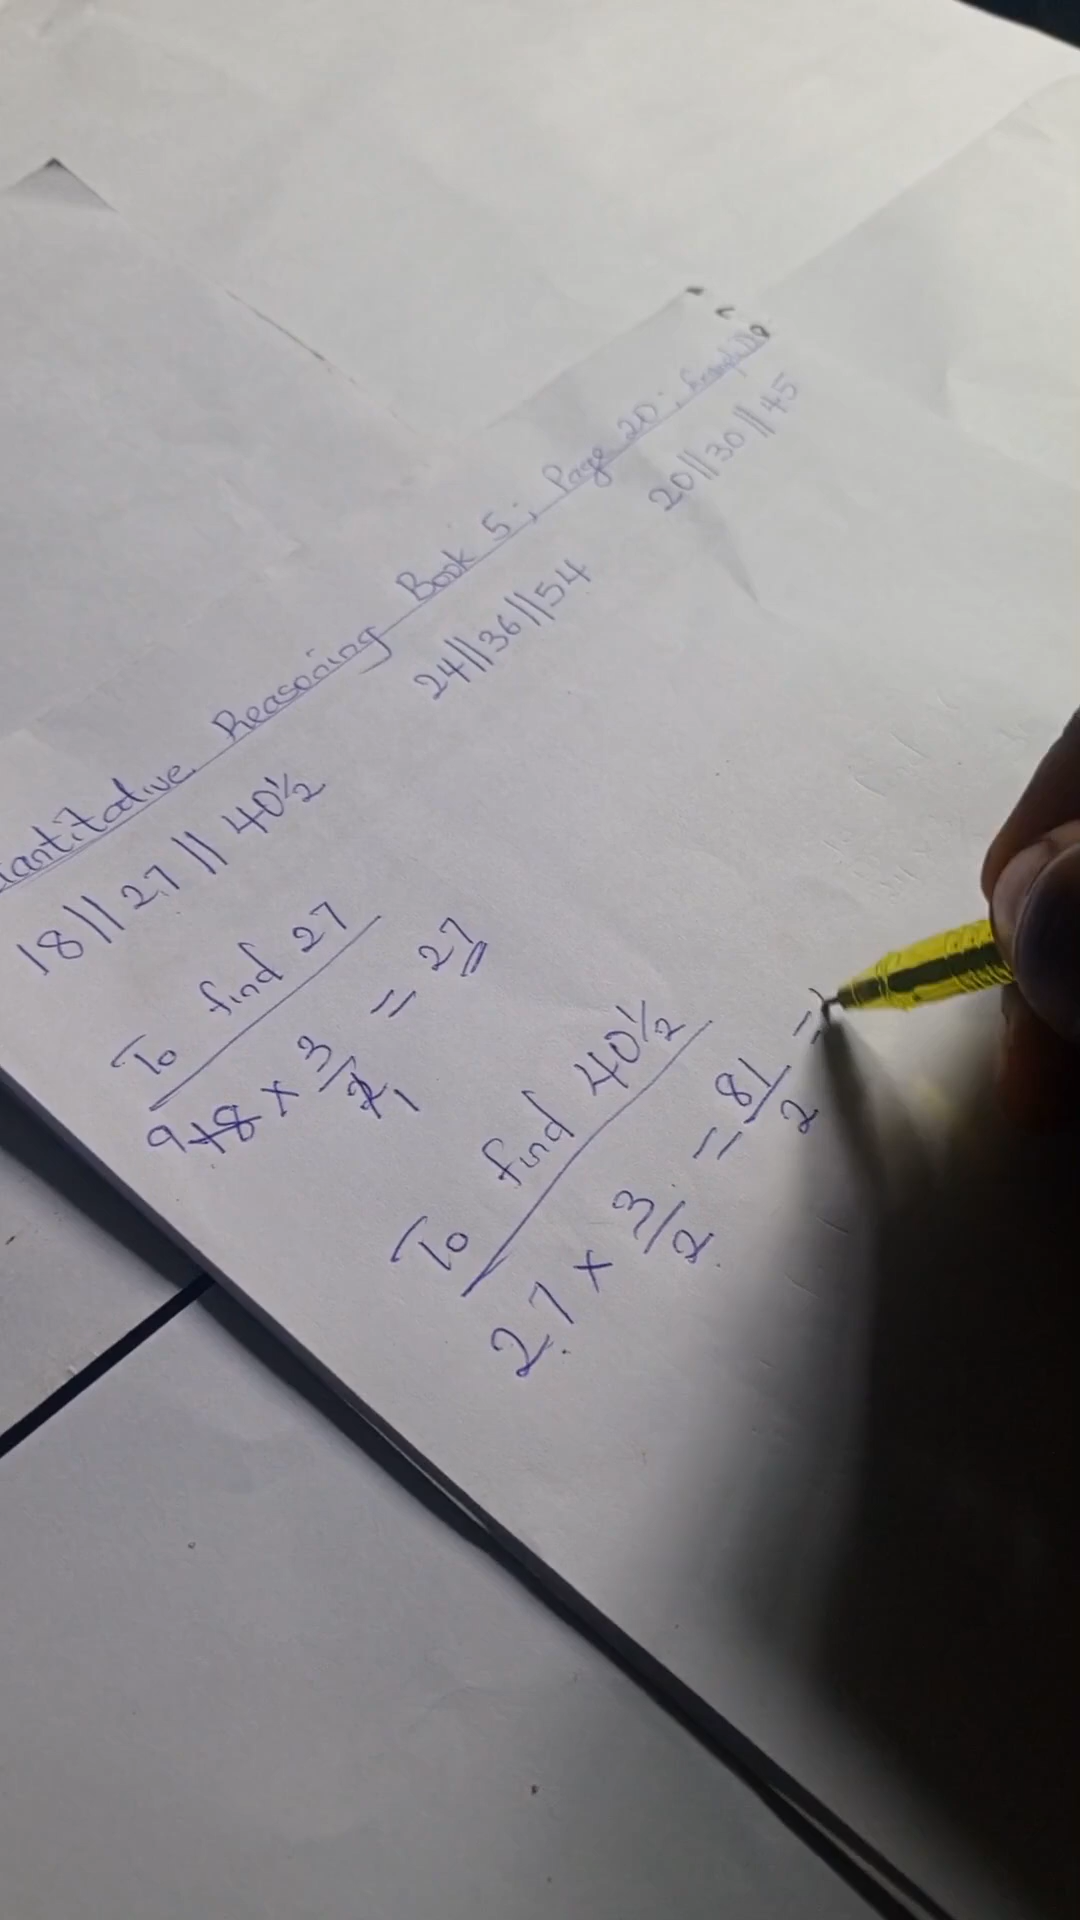 Quantitative Reasoning Book 5; Page 20;
18 || 27 || 40½ 24||36||54 20||30||45
To find 27
9 18 × 3/2 1 = 27
To find 40½
27 × 3/2 = 81/2 =